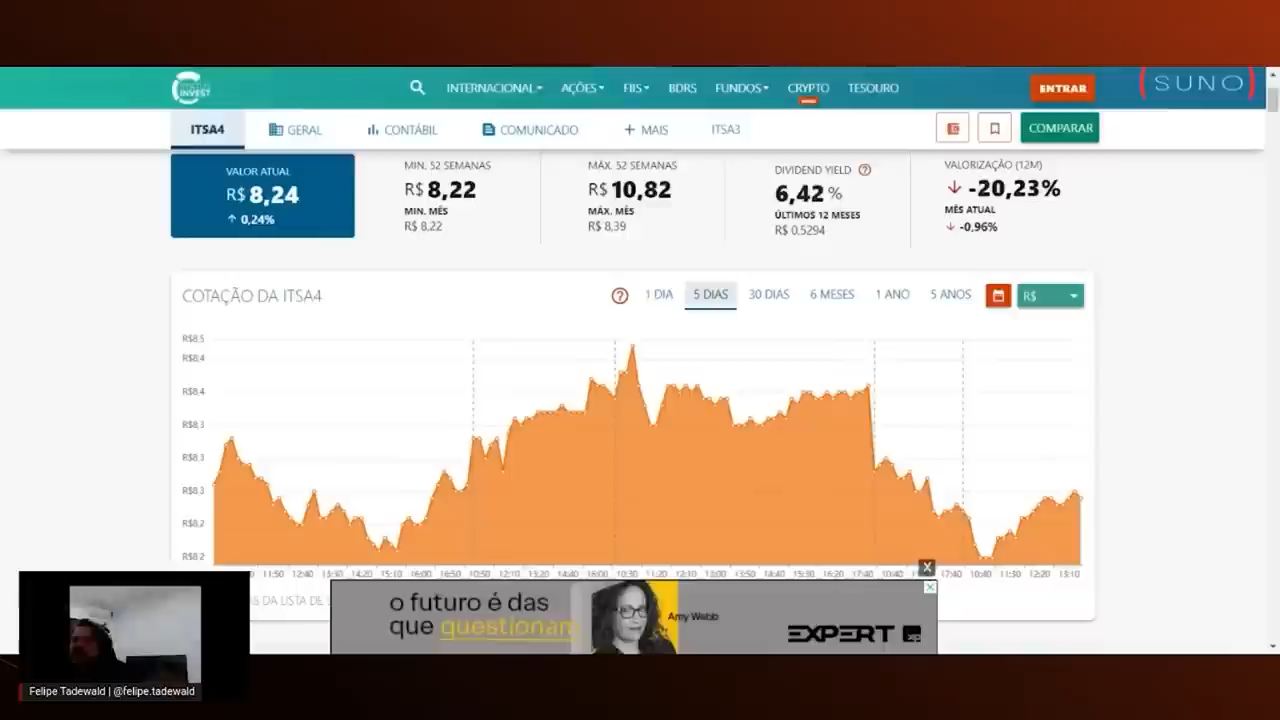 INVEST
INTERNACIONAL
AÇÕES
FIIS
BDRS
FUNDOS
CRYPTO
TESOURO
ENTRAR
(SUNO)
ITSA4
GERAL
CONTÁBIL
COMUNICADO
+ MAIS
ITSA3
COMPARAR
VALOR ATUAL
R$ 8,24
↑ 0,24%
MIN. 52 SEMANAS
R$ 8,22
MIN. MÊS
R$ 8,22
MÁX. 52 SEMANAS
R$ 10,82
MÁX. MÊS
R$ 8,39
DIVIDEND YIELD ?
6,42 %
ÚLTIMOS 12 MESES
R$ 0,5294
VALORIZAÇÃO (12M)
↓ -20,23%
MÊS ATUAL
↓ -0,96%
COTAÇÃO DA ITSA4
?
1 DIA
5 DIAS
30 DIAS
6 MESES
1 ANO
5 ANOS
R$
R$8,5
R$8,4
R$8,4
R$8,3
R$8,3
R$8,3
R$8,2
R$8,2
11:50 12:40 13:30 14:20 15:10 16:00 10:50 12:10 13:20 14:40 16:00 10:30 11:20 12:10 13:00 14:40 15:30 16:20 17:40 10:40 17:40 10:40 11:30 12:20 13:10
X
DA LISTA DE
o futuro é das
que questionam
Amy Webb
EXPERT xp
Felipe Tadewald | @felipe.tadewald